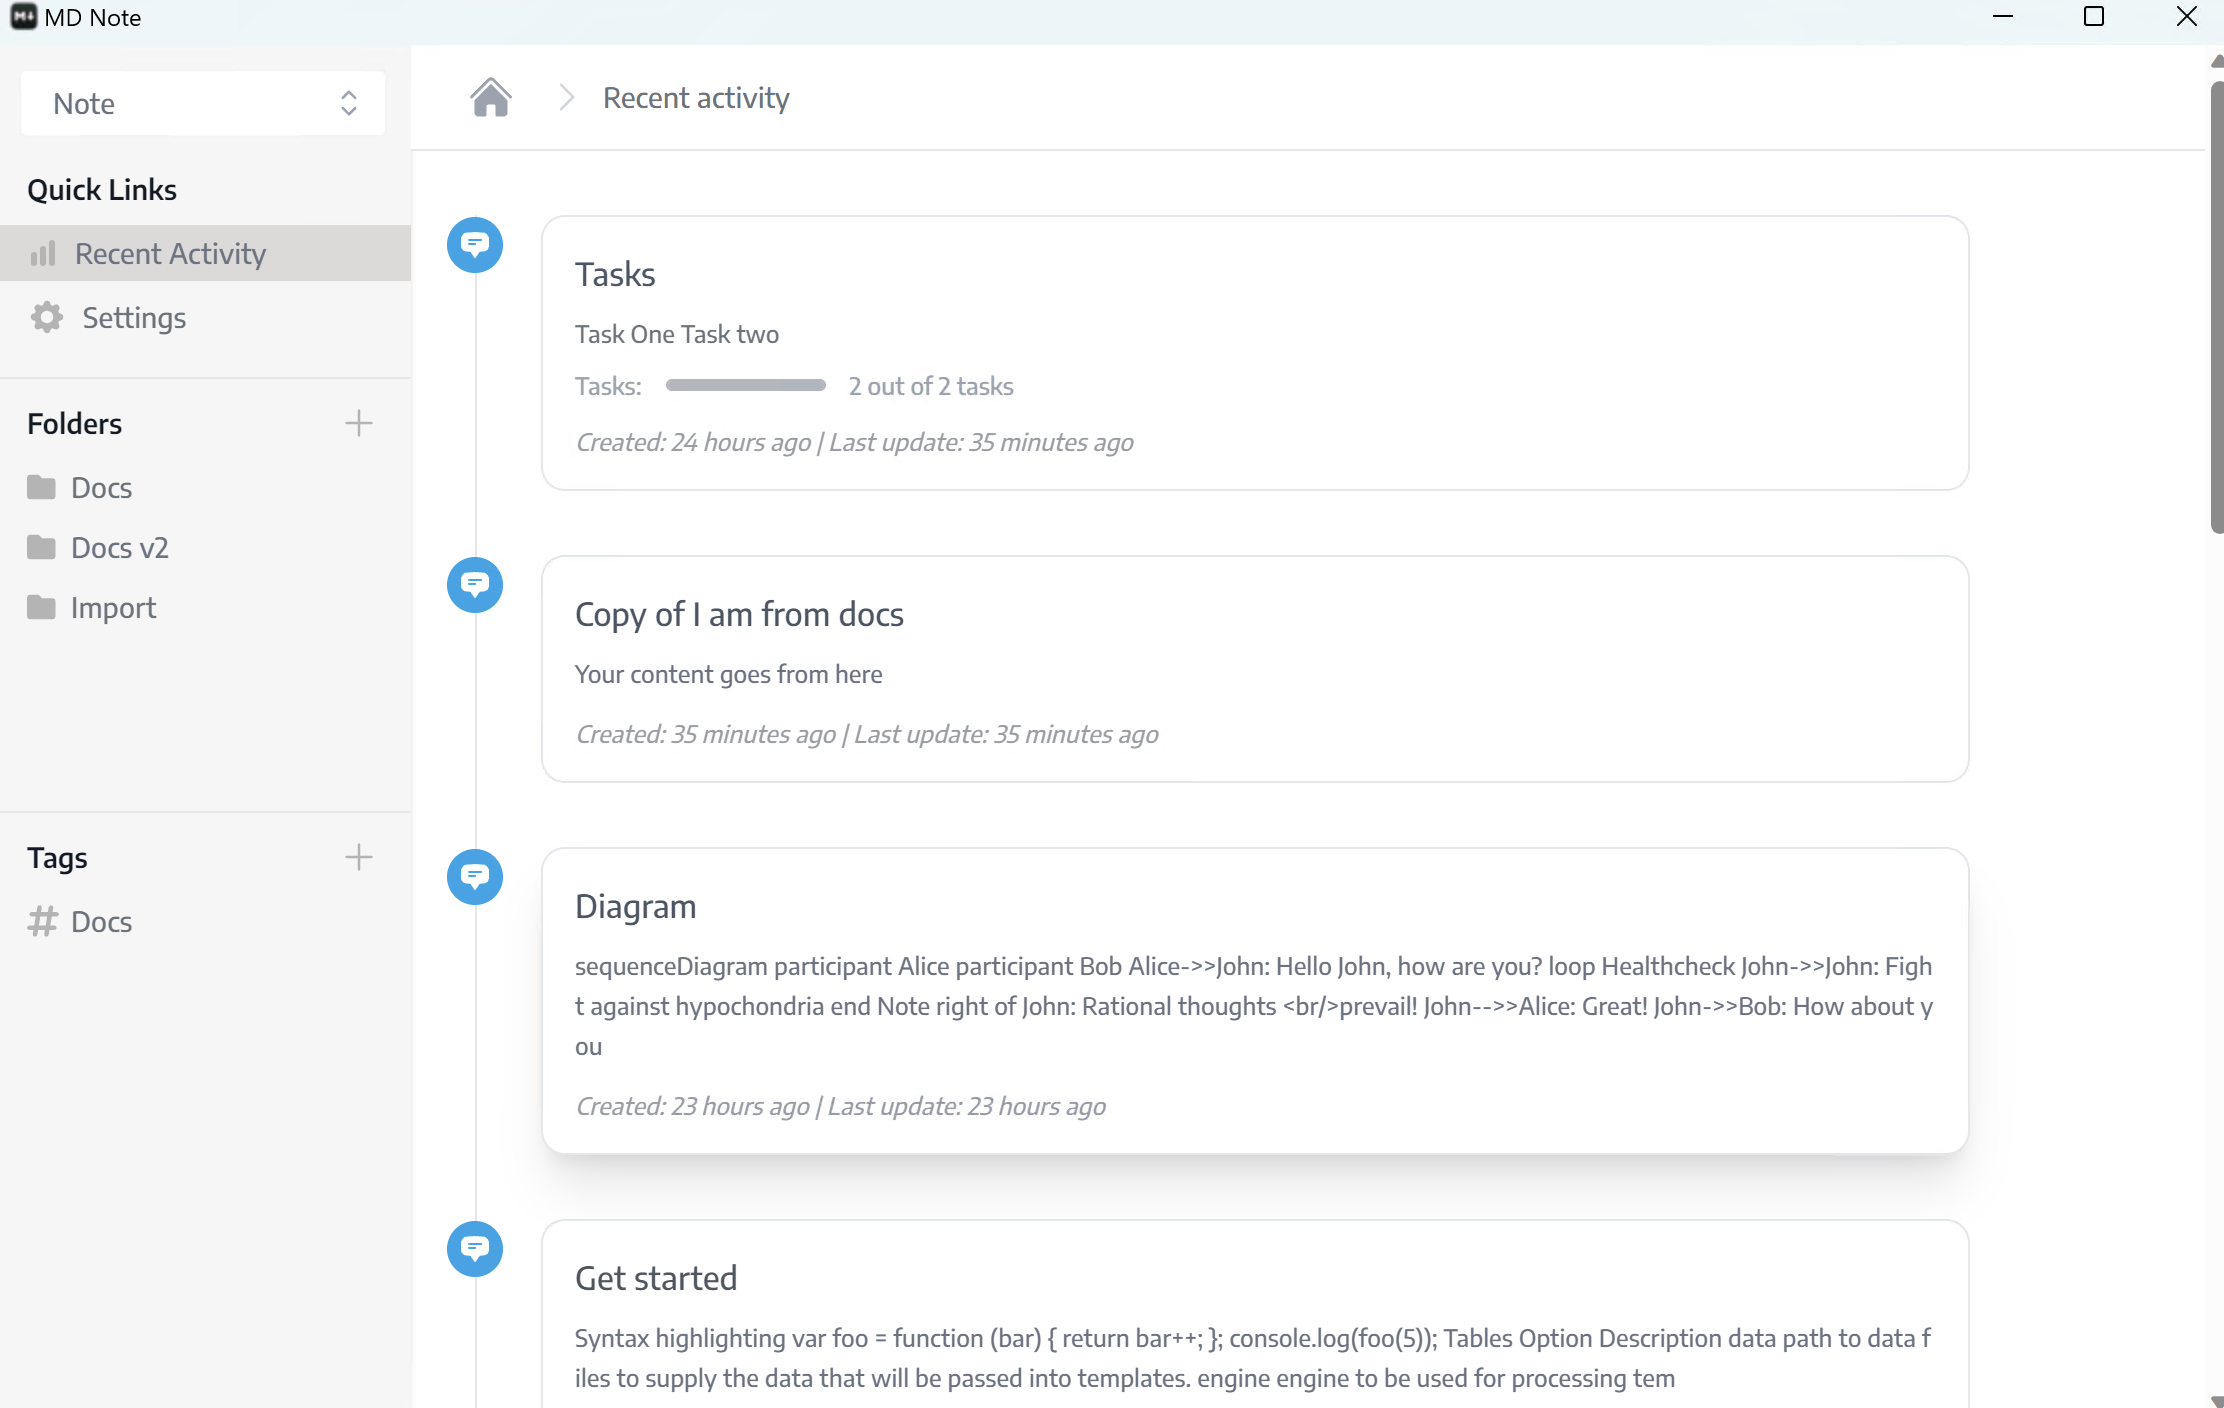 MD Note
Note
Quick Links
Recent Activity
Settings
Folders
Docs
Docs v2
Import
Tags
Docs
Recent activity
Tasks
Task One Task two
Tasks: 2 out of 2 tasks
Created: 24 hours ago | Last update: 35 minutes ago
Copy of I am from docs
Your content goes from here
Created: 35 minutes ago | Last update: 35 minutes ago
Diagram
sequenceDiagram participant Alice participant Bob Alice->>John: Hello John, how are you? loop Healthcheck John->>John: Figh
t against hypochondria end Note right of John: Rational thoughts <br/>prevail! John-->>Alice: Great! John->>Bob: How about y
ou
Created: 23 hours ago | Last update: 23 hours ago
Get started
Syntax highlighting var foo = function (bar) { return bar++; }; console.log(foo(5)); Tables Option Description data path to data f
iles to supply the data that will be passed into templates. engine engine to be used for processing tem